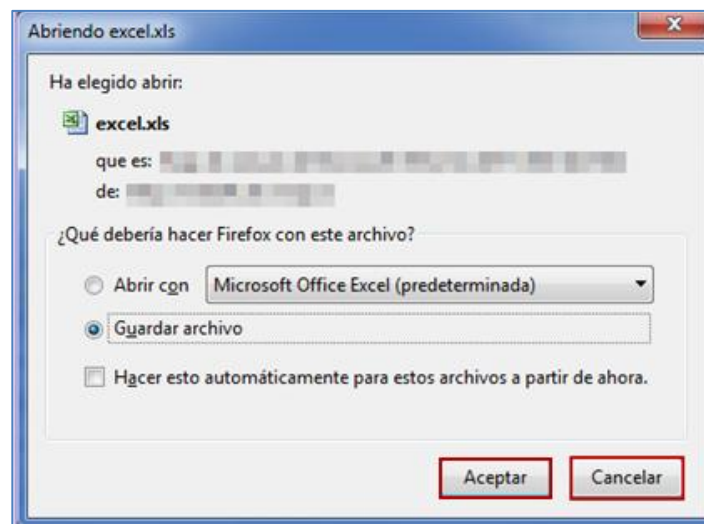 Abriendo excel.xls
Ha elegido abrir:
excel.xls
que es:
de:
¿Qué debería hacer Firefox con este archivo?
Abrir con Microsoft Office Excel (predeterminada)
Guardar archivo
Hacer esto automáticamente para estos archivos a partir de ahora.
Aceptar Cancelar